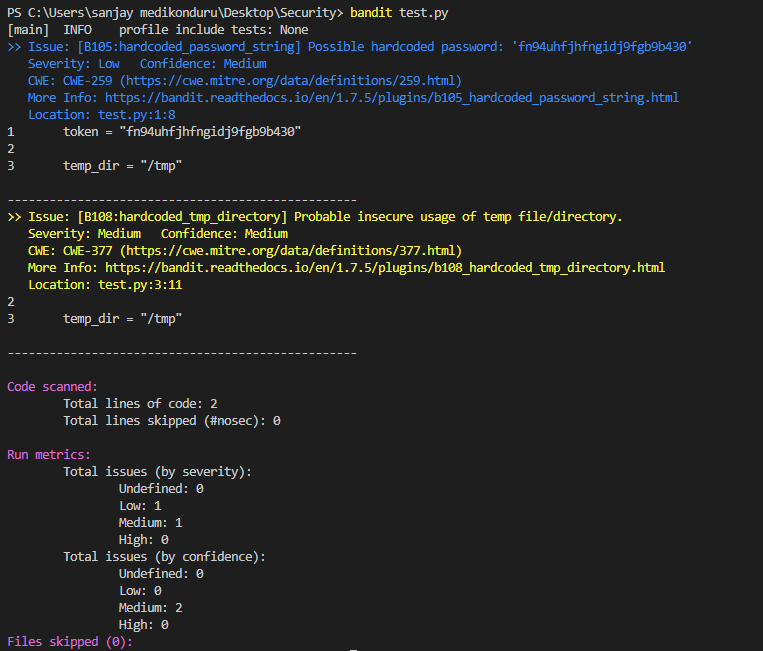 PS C:\Users\sanjay medikonduru\Desktop\Security> bandit test.py
[main]  INFO    profile include tests: None
>> Issue: [B105:hardcoded_password_string] Possible hardcoded password: 'fn94uhfjhfngidj9fgb9b430'
   Severity: Low   Confidence: Medium
   CWE: CWE-259 (https://cwe.mitre.org/data/definitions/259.html)
   More Info: https://bandit.readthedocs.io/en/1.7.5/plugins/b105_hardcoded_password_string.html
   Location: test.py:1:8
1       token = "fn94uhfjhfngidj9fgb9b430"
2
3       temp_dir = "/tmp"
--------------------------------------------------
>> Issue: [B108:hardcoded_tmp_directory] Probable insecure usage of temp file/directory.
   Severity: Medium   Confidence: Medium
   CWE: CWE-377 (https://cwe.mitre.org/data/definitions/377.html)
   More Info: https://bandit.readthedocs.io/en/1.7.5/plugins/b108_hardcoded_tmp_directory.html
   Location: test.py:3:11
2
3       temp_dir = "/tmp"
--------------------------------------------------
Code scanned:
        Total lines of code: 2
        Total lines skipped (#nosec): 0
Run metrics:
        Total issues (by severity):
                Undefined: 0
                Low: 1
                Medium: 1
                High: 0
        Total issues (by confidence):
                Undefined: 0
                Low: 0
                Medium: 2
                High: 0
Files skipped (0):